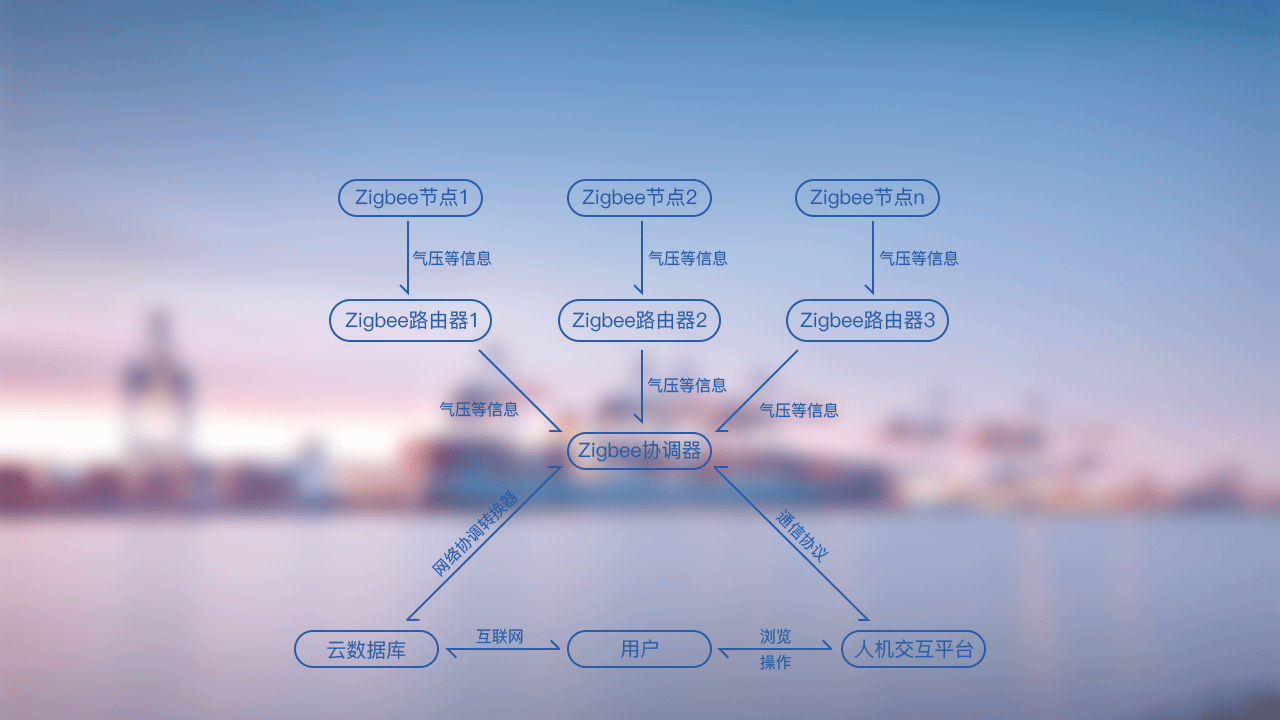 Zigbee节点1
Zigbee节点2
Zigbee节点n
气压等信息
气压等信息
气压等信息
Zigbee路由器1
Zigbee路由器2
Zigbee路由器3
气压等信息
气压等信息
气压等信息
Zigbee协调器
网络协调转换器
通信协议
云数据库
互联网
用户
浏览
操作
人机交互平台